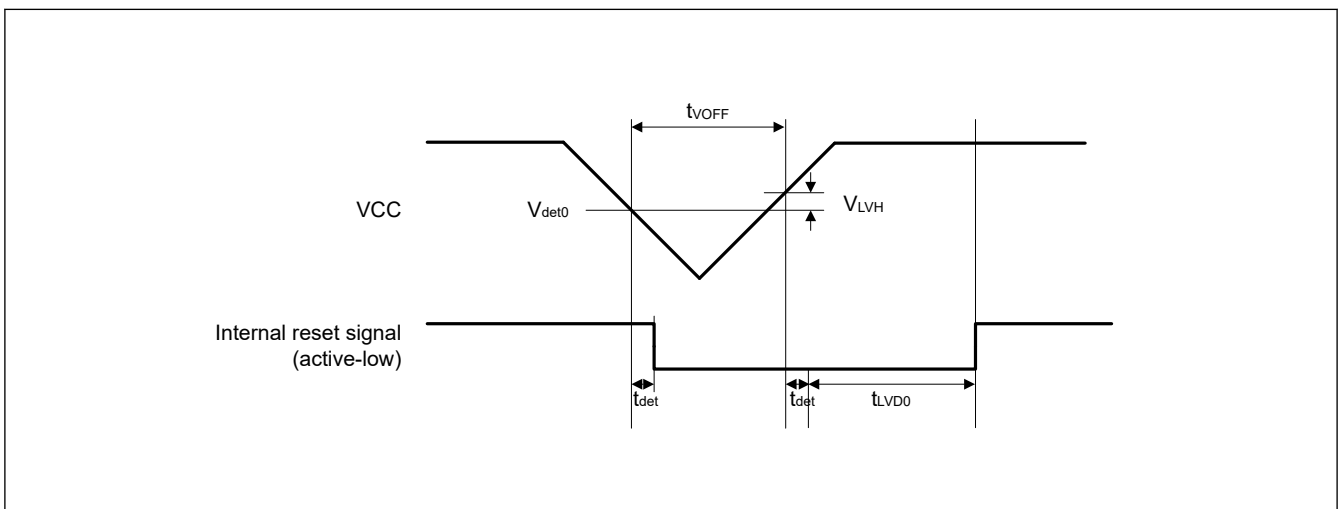 tVOFF
VCC
Vdet0
VLVH
Internal reset signal
(active-low)
tdet
tdet
tLVD0